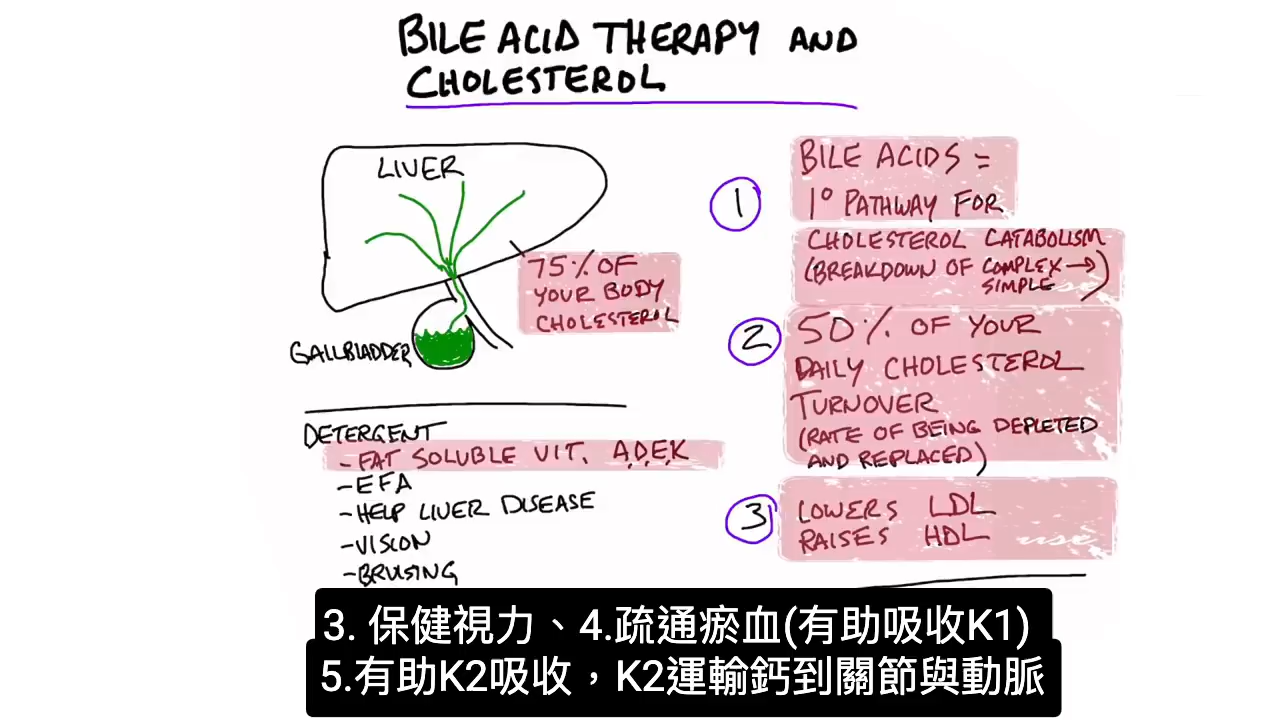 BILE ACID THERAPY AND
CHOLESTEROL
LIVER
75% OF
YOUR BODY
CHOLESTEROL
GALLBLADDER
DETERGENT
- FAT SOLUBLE VIT. A,D,E,K
- EFA
- HELP LIVER DISEASE
- VISION
- BRUISING
1
BILE ACIDS =
1° PATHWAY FOR
CHOLESTEROL CATABOLISM
(BREAKDOWN OF COMPLEX →
SIMPLE)
2
50% OF YOUR
DAILY CHOLESTEROL
TURNOVER
(RATE OF BEING DEPLETED
AND REPLACED)
3
LOWERS LDL
RAISES HDL
3. 保健視力、4.疏通瘀血(有助吸收K1)
5.有助K2吸收，K2運輸鈣到關節與動脈